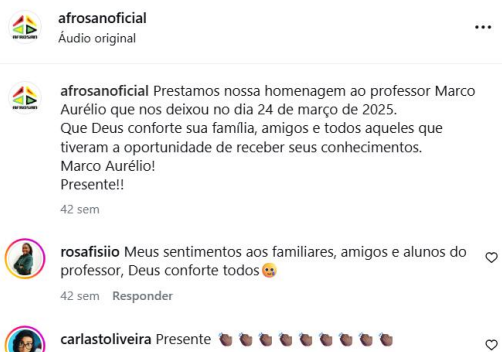 afrosanoficial
Áudio original
afrosanoficial Prestamos nossa homenagem ao professor Marco
Aurélio que nos deixou no dia 24 de março de 2025.
Que Deus conforte sua família, amigos e todos aqueles que
tiveram a oportunidade de receber seus conhecimentos.
Marco Aurélio!
Presente!!
42 sem
rosafisiio Meus sentimentos aos familiares, amigos e alunos do
professor, Deus conforte todos🥺
42 sem Responder
carlastoliveira Presente 👏🏿👏🏿👏🏿👏🏿👏🏿👏🏿👏🏿👏🏿👏🏿